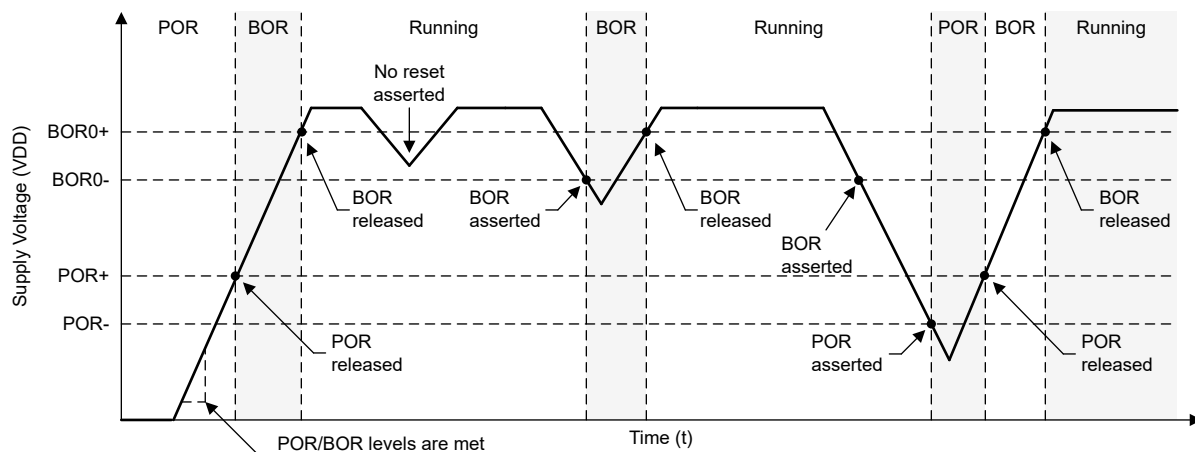 POR
BOR
Running
BOR
Running
POR
BOR
Running
No reset
asserted
BOR0+
BOR0-
POR+
POR-
Supply Voltage (VDD)
BOR
released
BOR
asserted
BOR
released
BOR
asserted
BOR
released
POR
released
POR
asserted
POR
released
POR/BOR levels are met
Time (t)